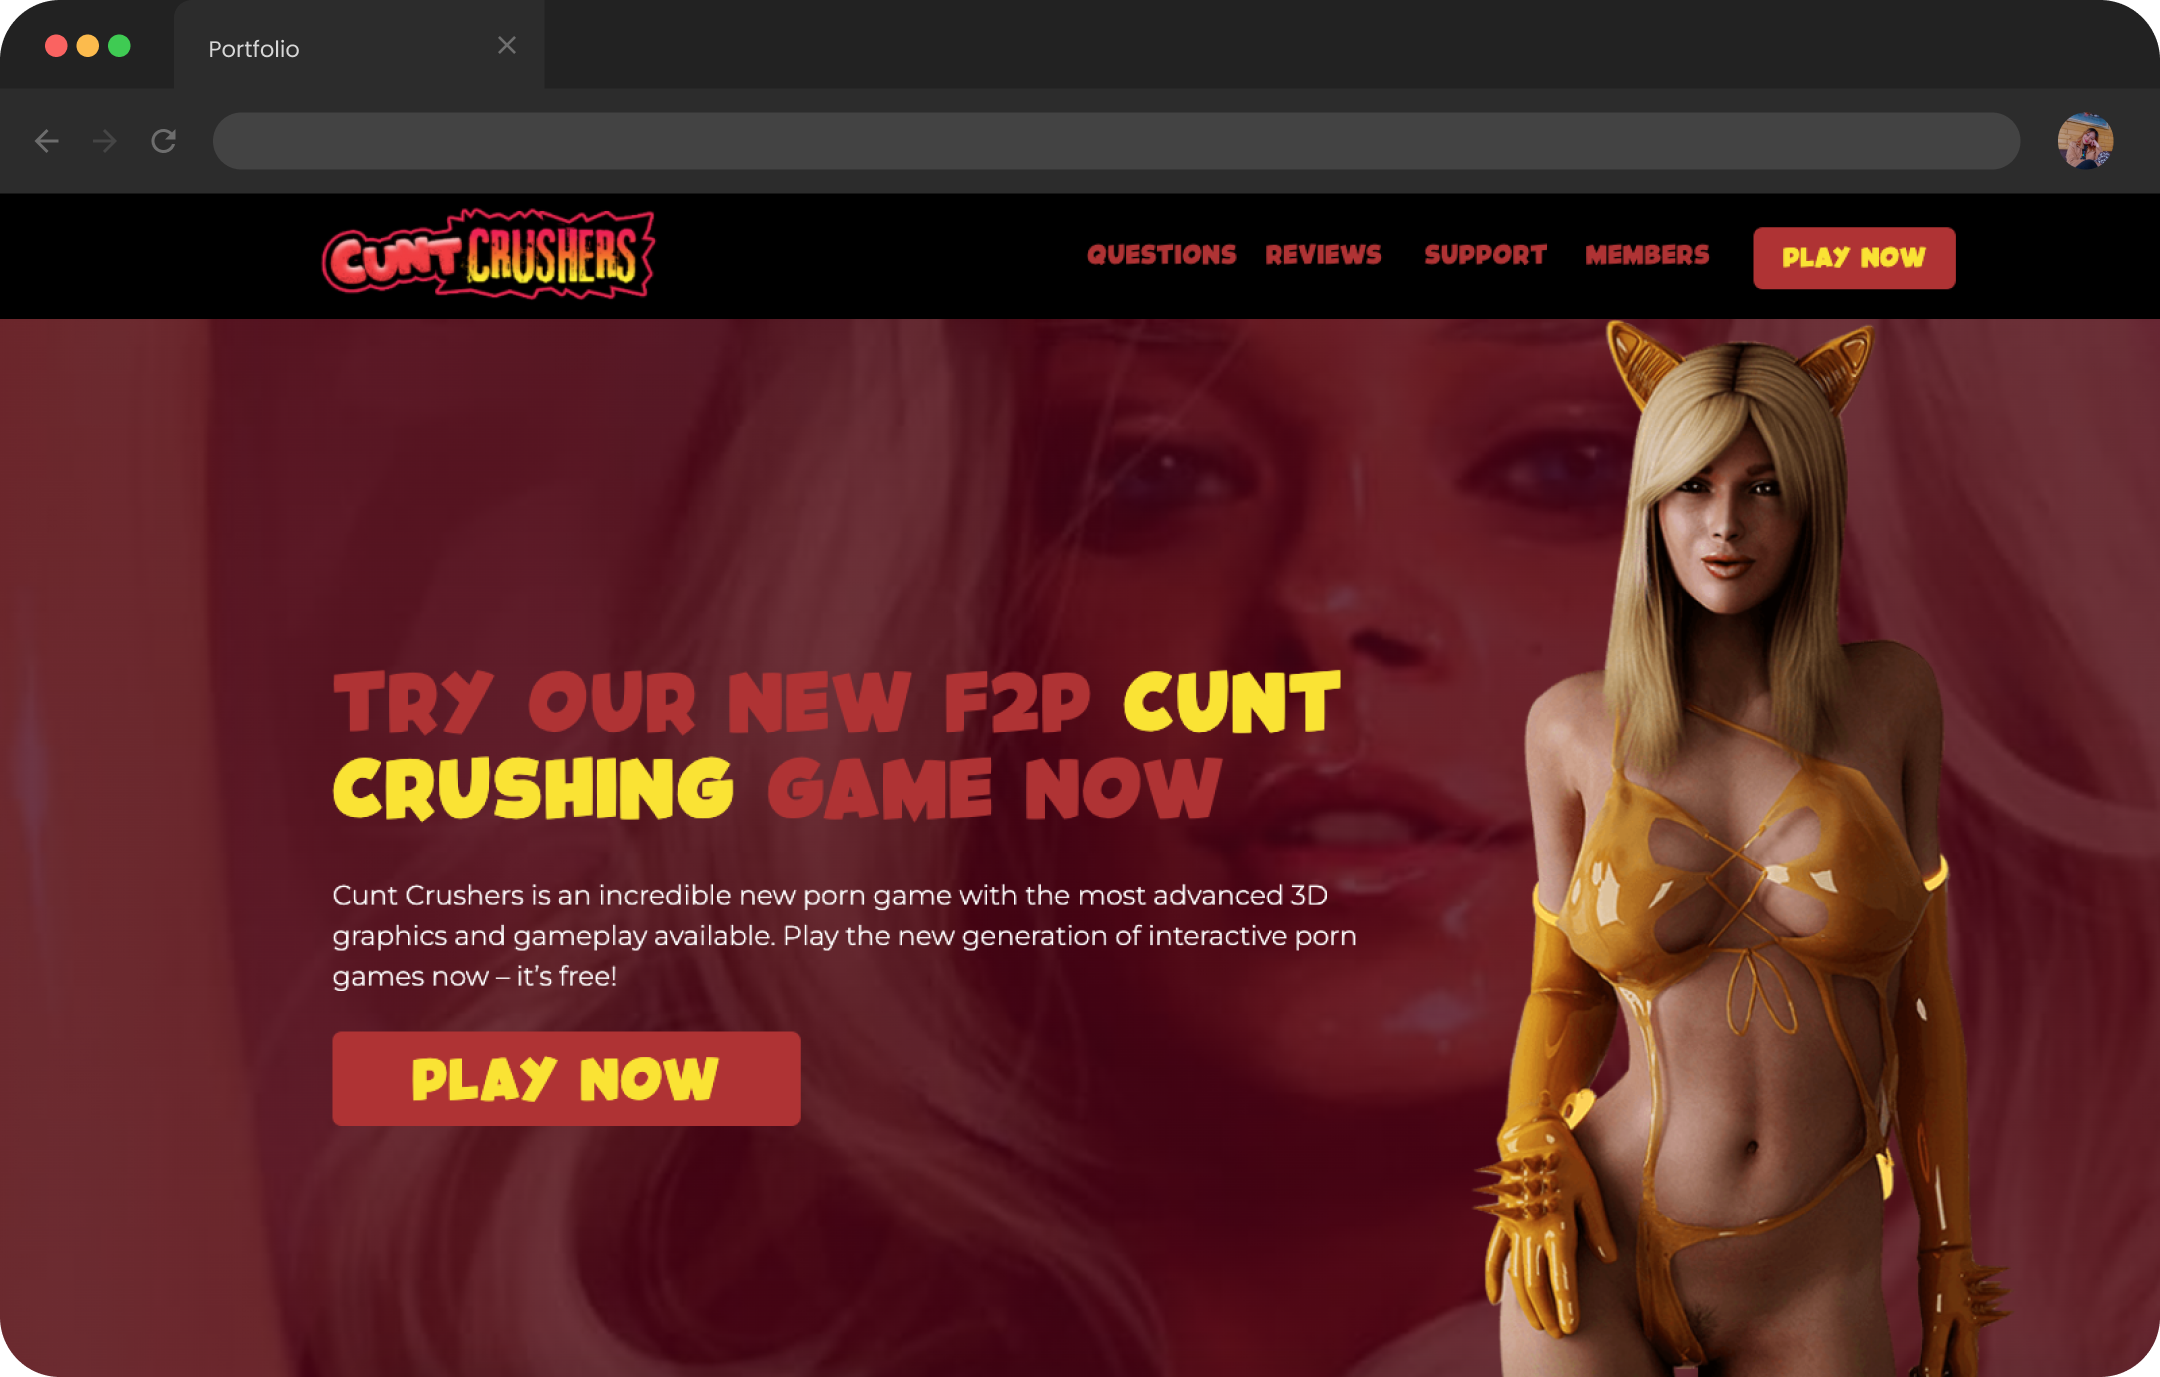 Portfolio
CUNT CRUSHERS
QUESTIONS REVIEWS SUPPORT MEMBERS PLAY NOW
TRY OUR NEW F2P CUNT
CRUSHING GAME NOW
Cunt Crushers is an incredible new porn game with the most advanced 3D
graphics and gameplay available. Play the new generation of interactive porn
games now – it’s free!
PLAY NOW